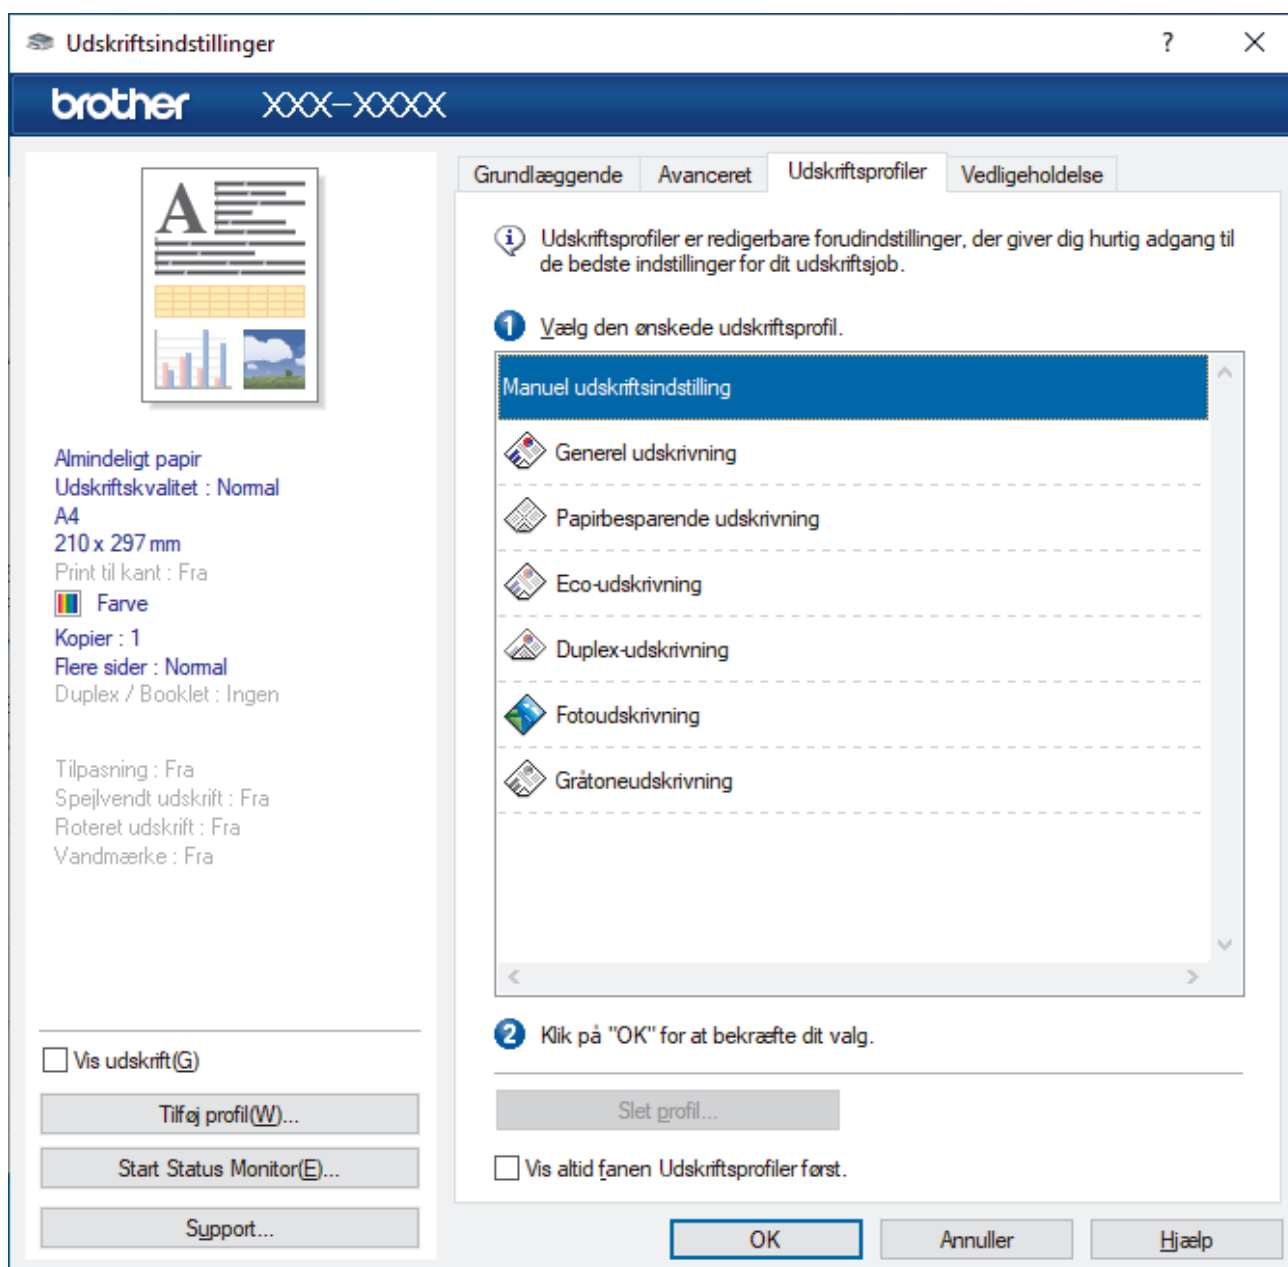 Udskriftsindstillinger
?
brother XXX-XXXX
Almindeligt papir
Udskriftskvalitet : Normal
A4
210 x 297 mm
Print til kant : Fra
Farve
Kopier : 1
Flere sider : Normal
Duplex / Booklet : Ingen
Tilpasning : Fra
Spejlvendt udskrift : Fra
Roteret udskrift : Fra
Vandmærke : Fra
Vis udskrift(G)
Tilføj profil(W)...
Start Status Monitor(E)...
Support...
Grundlæggende Avanceret Udskriftsprofiler Vedligeholdelse
Udskriftsprofiler er redigerbare forudindstillinger, der giver dig hurtig adgang til
de bedste indstillinger for dit udskriftsjob.
1 Vælg den ønskede udskriftsprofil.
Manuel udskriftsindstilling
Generel udskrivning
Papirbesparende udskrivning
Eco-udskrivning
Duplex-udskrivning
Fotoudskrivning
Gråtoneudskrivning
2 Klik på "OK" for at bekræfte dit valg.
Slet profil...
Vis altid fanen Udskriftsprofiler først.
OK Annuller Hjælp